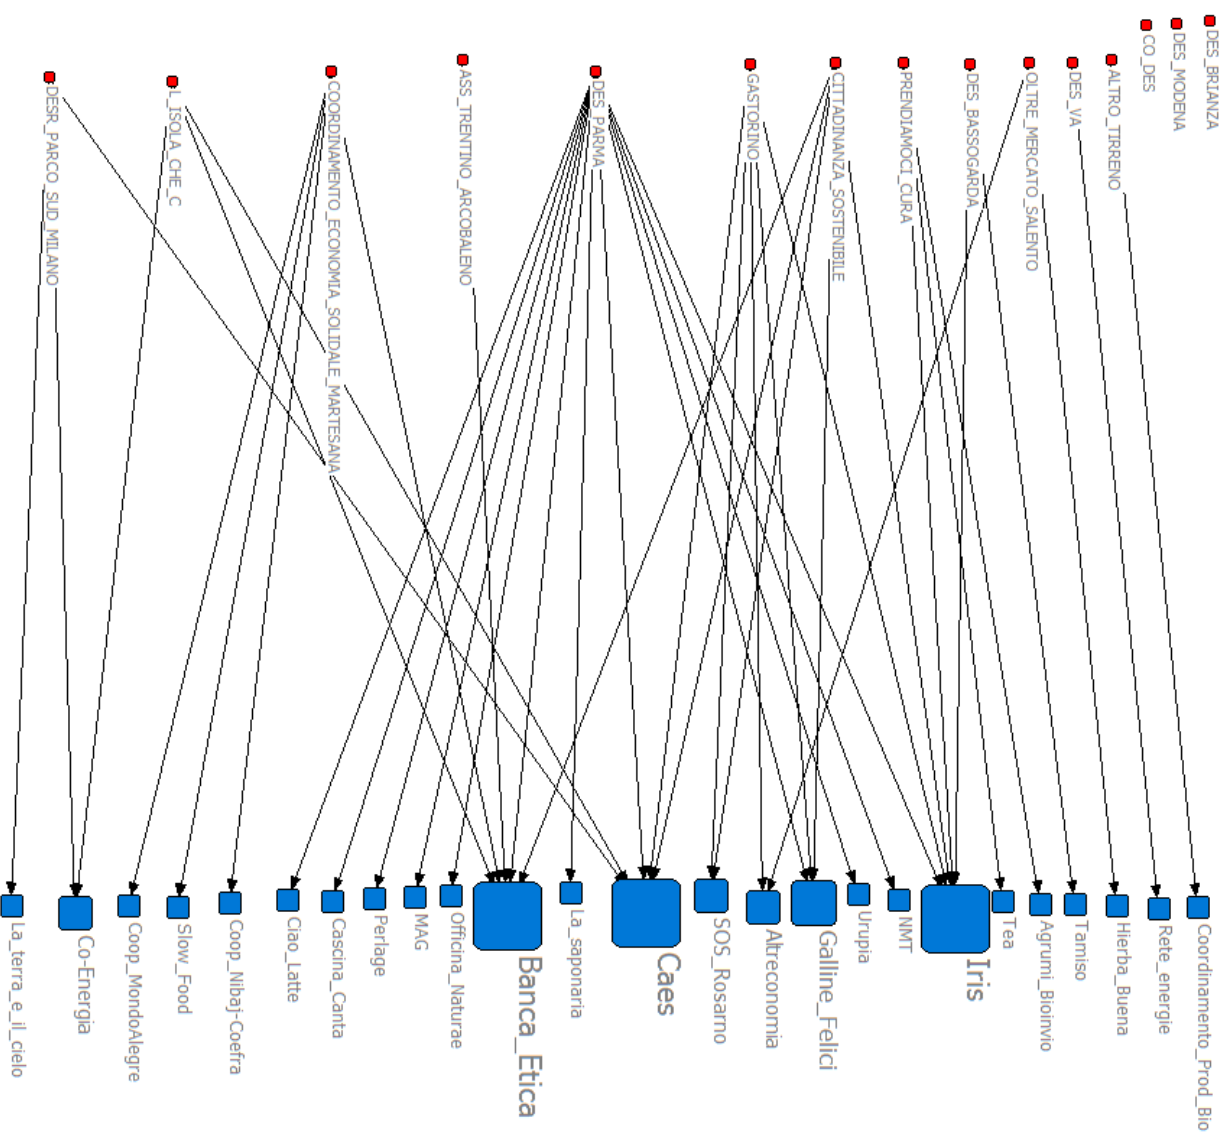 DESR_PARCO_SUD_MILANO
L_ISOLA_CHE_C
COORDINAMENTO_ECONOMIA_SOLIDALE_MARTESANA
ASS_TRENTINO_ARCOBALENO
DES_PARMA
GASTORINO
CITTADINANZA_SOSTENIBILE
PRENDIAMOCI_CURA
DES_BASSOGARDA
OLTRE_MERCATO_SALENTO
DES_VA
ALTRO_TIRRENO
CO_DES
DES_MODENA
DES_BRIANZA
La_terra_e_il_cielo
Co-Energia
Coop_MondoAlegre
Slow_Food
Coop_Nibaj-Coefra
Ciao_Latte
Cascina_Canta
Perlage
MAG
Officina_Naturae
Banca_Etica
La_saponaria
Caes
SOS_Rosarno
Altreconomia
Galline_Felici
Urupia
NMT
Iris
Tea
Agrumi_Bioinvio
Tamiso
Hierba_Buena
Rete_energie
Coordinamento_Prod_Bio